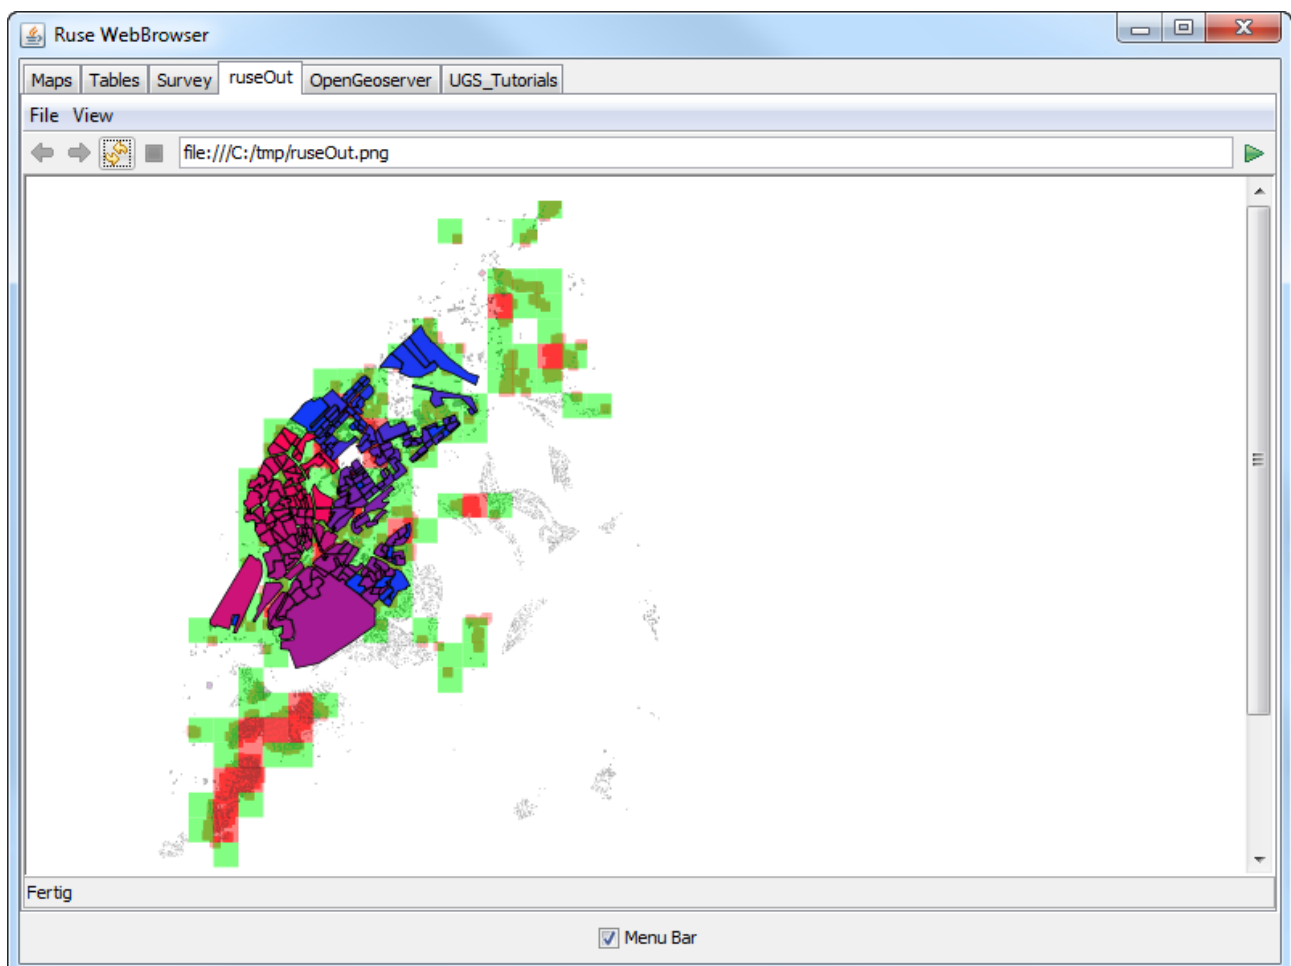 Ruse WebBrowser
Maps Tables Survey ruseOut OpenGeoserver UGS_Tutorials
File View
file:///C:/tmp/ruseOut.png
Fertig
Menu Bar